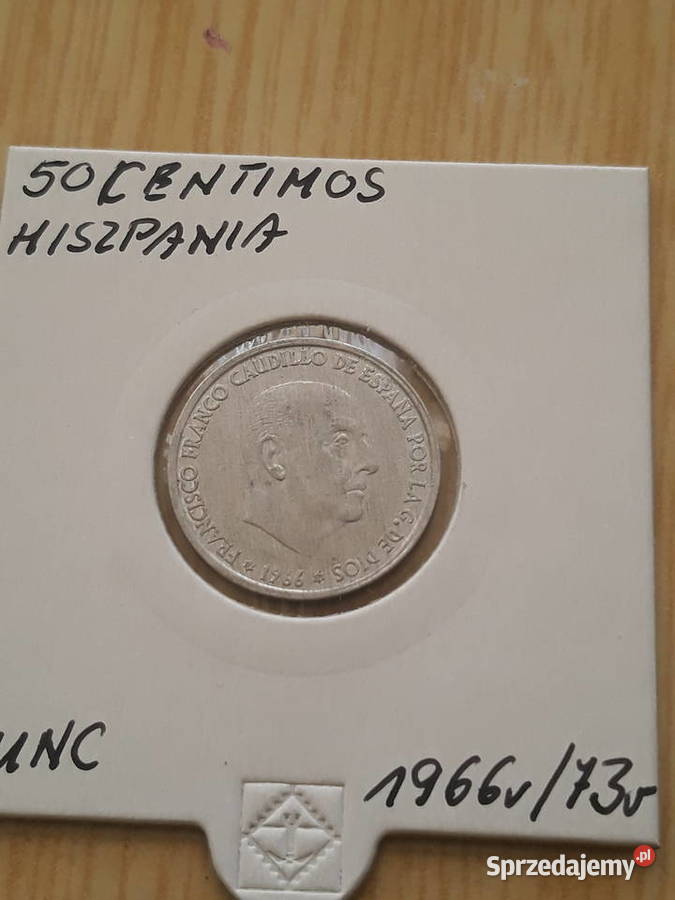 50 CENTIMOS
HISZPANIA
FRANCISCO FRANCO CAUDILLO DE ESPAÑA POR LA G. DE DIOS
* 1966 *
UNC
1966r/73r
Sprzedajemy.pl